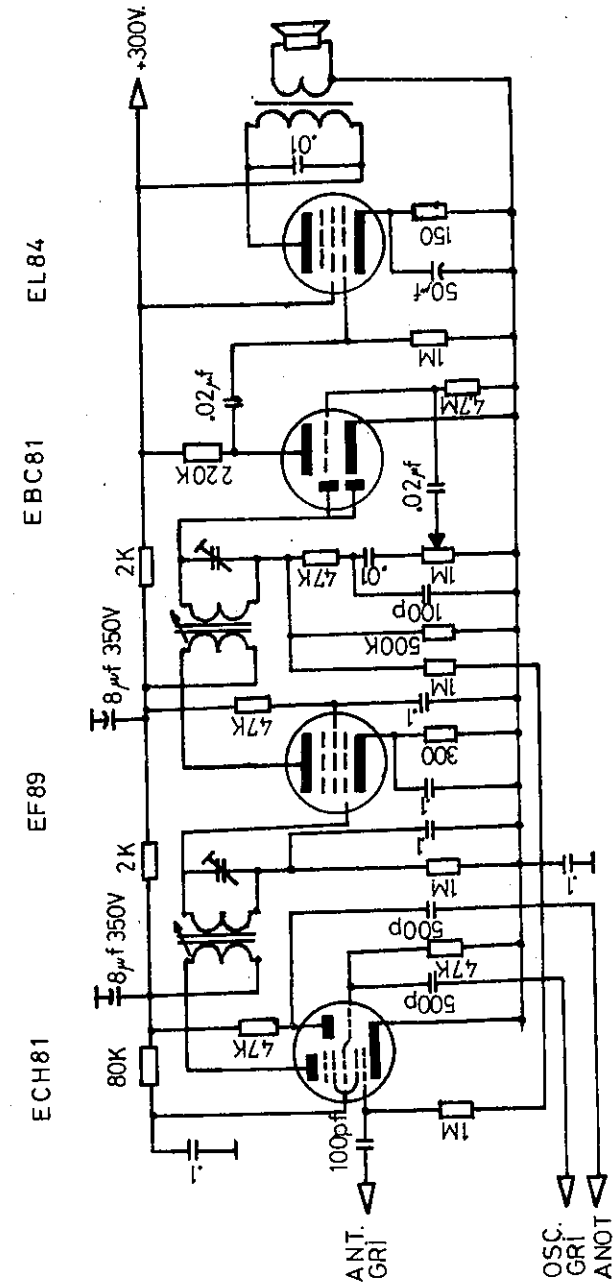 ECH81
EF89
EBC81
EL84
+300V.
8μf 350V
8μf 350V
80K
2K
2K
.1
47K
47K
220K
.02μf
.01
100pf
1M
500p
47K
500p
1M
.1
.1
300
.1
1M
500K
100p
47K
.01
1M
.02μf
4.7M
1M
50μf
150
.1
ANT.
GRİ
OSÇ.
GRİ
ANOT